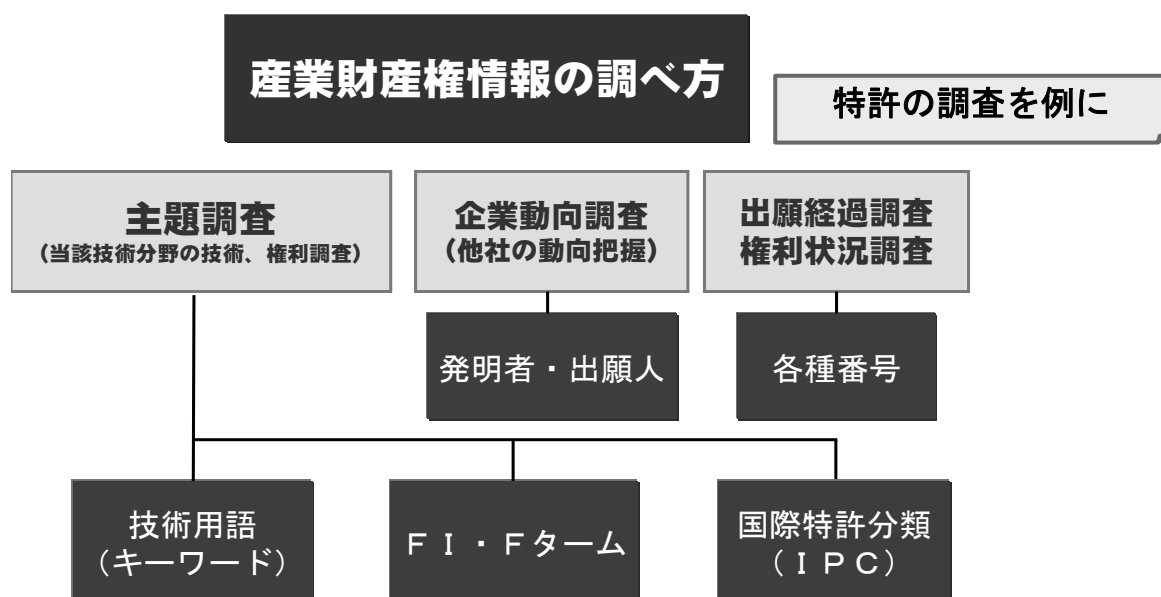 産業財産権情報の調べ方
特許の調査を例に
主題調査
(当該技術分野の技術、権利調査)
企業動向調査
(他社の動向把握)
出願経過調査
権利状況調査
発明者・出願人
各種番号
技術用語
(キーワード)
FI・Fターム
国際特許分類
(IPC)